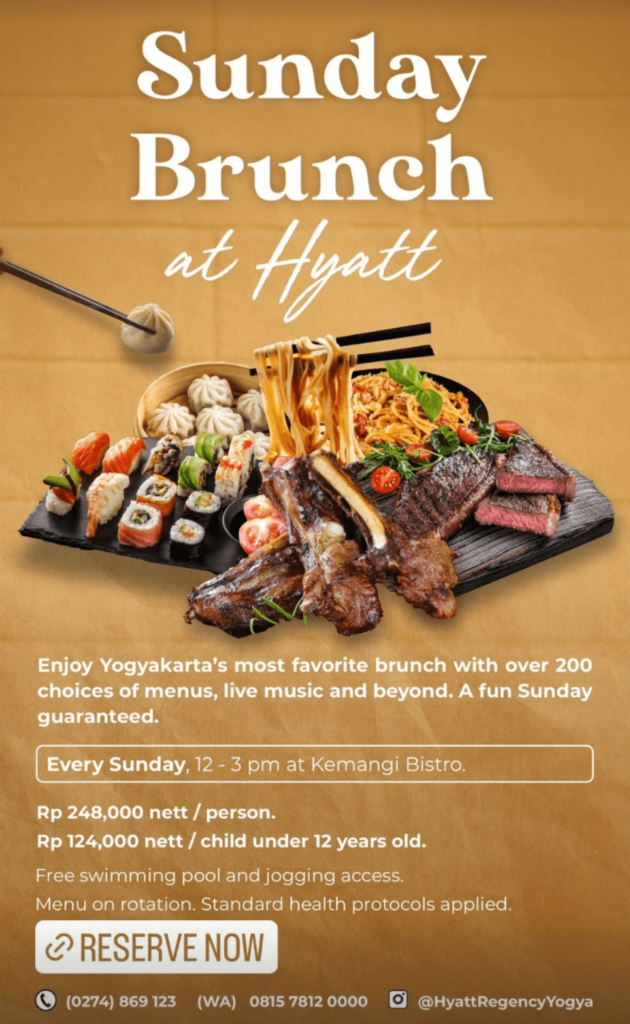 Sunday
Brunch
at Hyatt
Enjoy Yogyakarta's most favorite brunch with over 200
choices of menus, live music and beyond. A fun Sunday
guaranteed.
Every Sunday, 12 - 3 pm at Kemangi Bistro.
Rp 248,000 nett / person.
Rp 124,000 nett / child under 12 years old.
Free swimming pool and jogging access.
Menu on rotation. Standard health protocols applied.
RESERVE NOW
(0274) 869 123 (WA) 0815 7812 0000 @HyattRegencyYogya